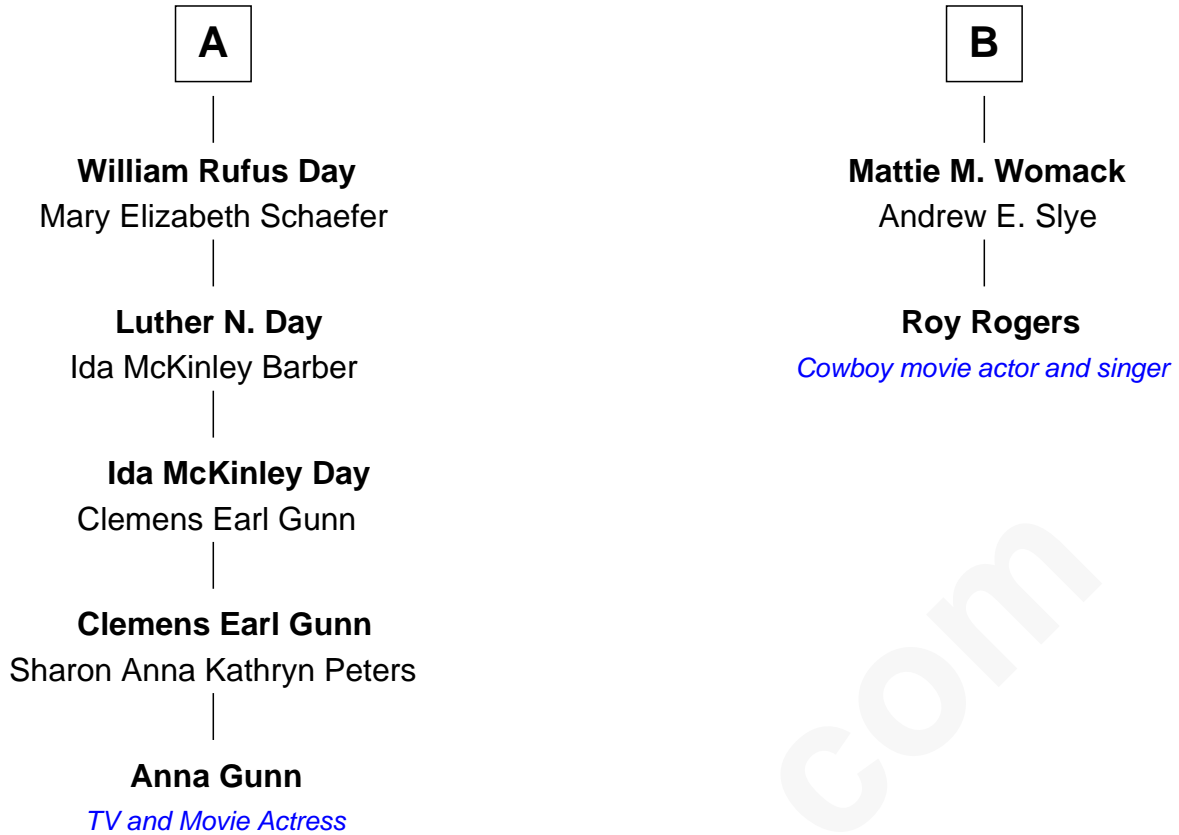 A
William Rufus Day
Mary Elizabeth Schaefer
Luther N. Day
Ida McKinley Barber
Ida McKinley Day
Clemens Earl Gunn
Clemens Earl Gunn
Sharon Anna Kathryn Peters
Anna Gunn
TV and Movie Actress
B
Mattie M. Womack
Andrew E. Slye
Roy Rogers
Cowboy movie actor and singer
com